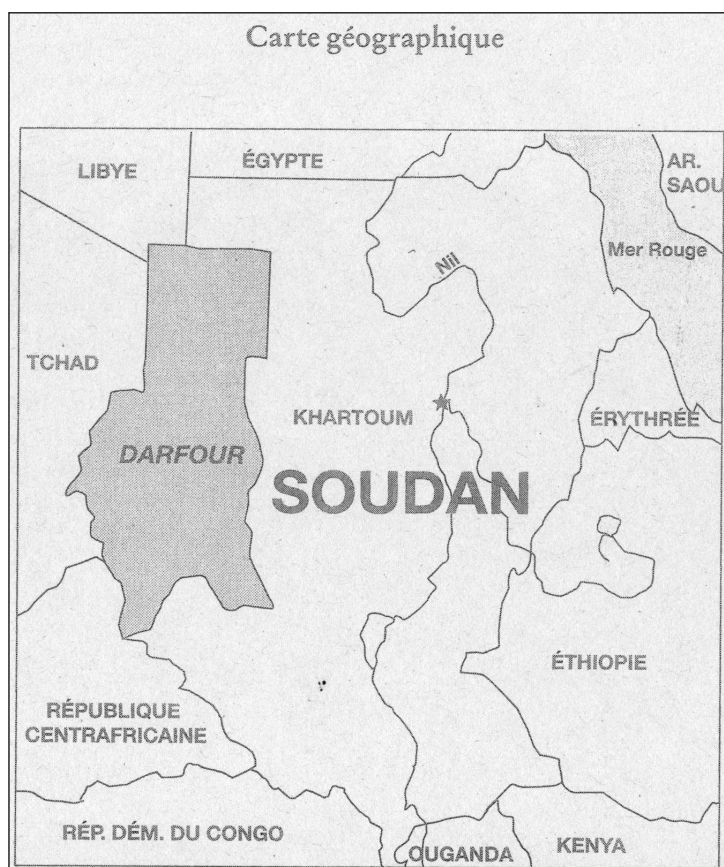 Carte géographique
LIBYE
ÉGYPTE
AR.
SAOU
Nil
Mer Rouge
TCHAD
KHARTOUM
ÉRYTHRÉE
DARFOUR
SOUDAN
ÉTHIOPIE
RÉPUBLIQUE
CENTRAFRICAINE
RÉP. DÉM. DU CONGO
OUGANDA
KENYA